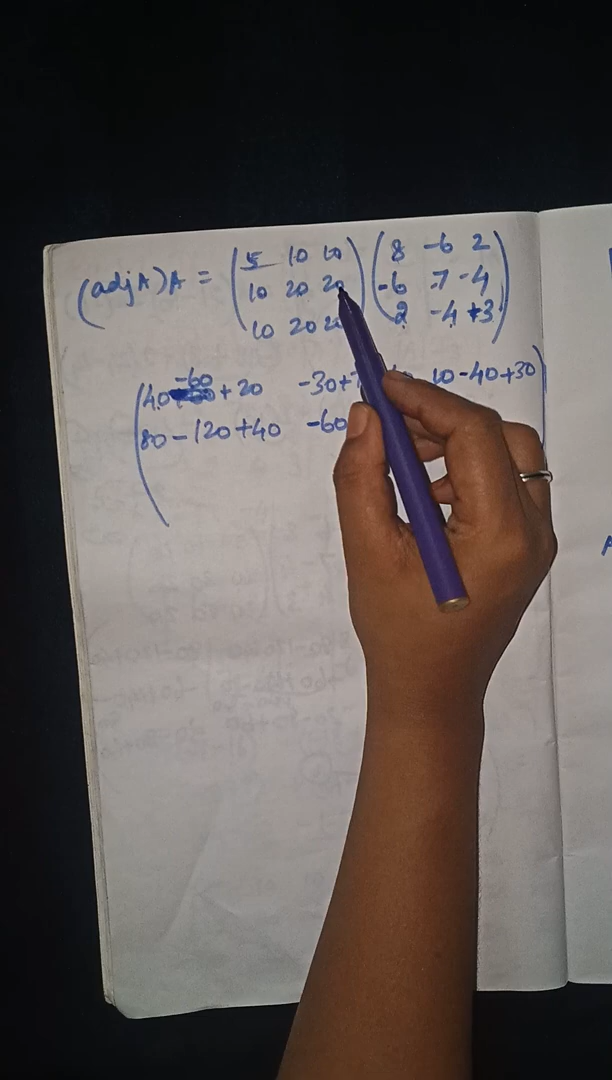 (adjA)A = ( 5 10 10 ) ( 8 -6 2 )
10 20 20 -6 7 -4
10 20 20 2 -4 +3
40 -60 + 20 -30+ 10-40+30
80 - 120 + 40 -60